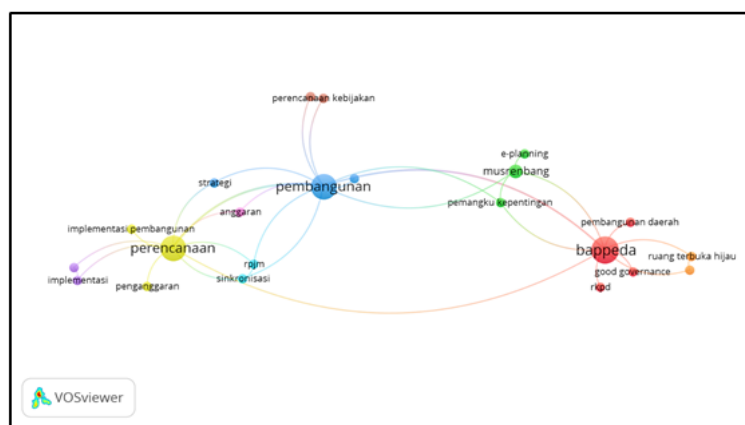 perencanaan kebijakan
e-planning
musrenbang
strategi
pembangunan
pemangku kepentingan
anggaran
pembangunan daerah
implementasi pembangunan
perencanaan
bappeda
ruang terbuka hijau
rpjm
good governance
implementasi
sinkronisasi
penganggaran
rkpd
VOSviewer